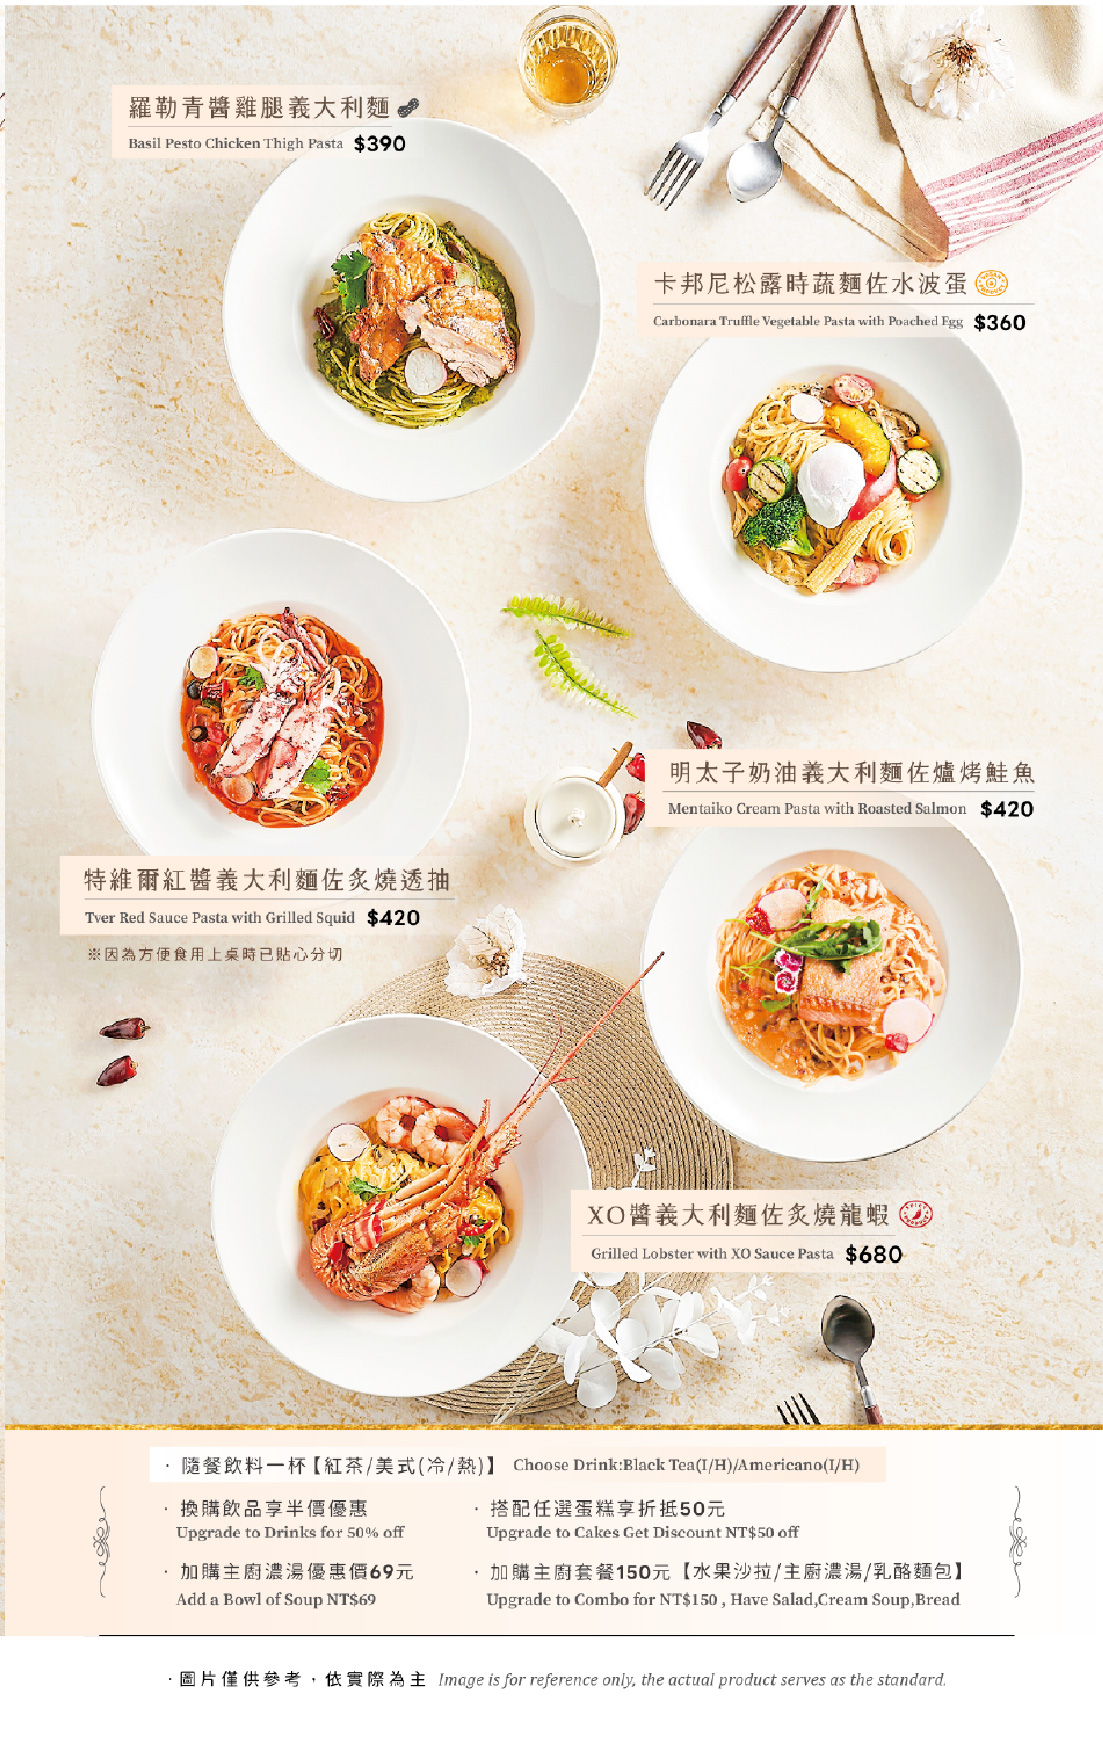 羅勒青醬雞腿義大利麵
Basil Pesto Chicken Thigh Pasta $390
卡邦尼松露時蔬麵佐水波蛋
Carbonara Truffle Vegetable Pasta with Poached Egg $360
明太子奶油義大利麵佐爐烤鮭魚
Mentaiko Cream Pasta with Roasted Salmon $420
特維爾紅醬義大利麵佐炙燒透抽
Tver Red Sauce Pasta with Grilled Squid $420
※因為方便食用上桌時已貼心分切
XO醬義大利麵佐炙燒龍蝦
Grilled Lobster with XO Sauce Pasta $680
· 隨餐飲料一杯【紅茶/美式(冷/熱)】 Choose Drink:Black Tea(I/H)/Americano(I/H)
· 換購飲品享半價優惠
Upgrade to Drinks for 50% off
· 搭配任選蛋糕享折抵50元
Upgrade to Cakes Get Discount NT$50 off
· 加購主廚濃湯優惠價69元
Add a Bowl of Soup NT$69
· 加購主廚套餐150元【水果沙拉/主廚濃湯/乳酪麵包】
Upgrade to Combo for NT$150 , Have Salad,Cream Soup,Bread
· 圖片僅供參考，依實際為主 Image is for reference only, the actual product serves as the standard.